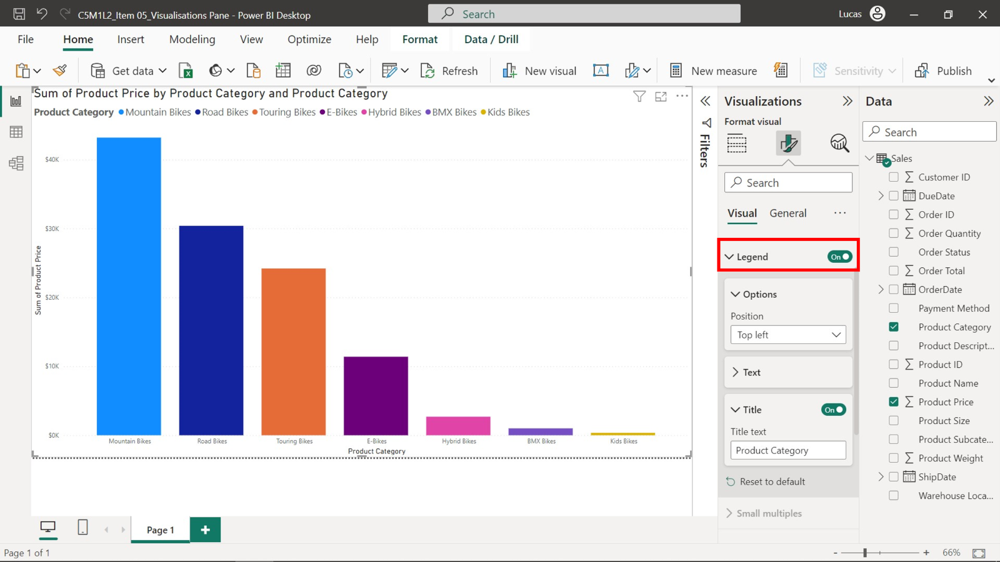 C5M1L2_Item 05_Visualisations Pane - Power BI Desktop
Search
Lucas
File Home Insert Modeling View Optimize Help Format Data / Drill
Get data
Refresh
New visual
New measure
Sensitivity
Publish
Sum of Product Price by Product Category and Product Category
Product Category Mountain Bikes Road Bikes Touring Bikes E-Bikes Hybrid Bikes BMX Bikes Kids Bikes
Sum of Product Price
$40K
$30K
$20K
$10K
$0K
Mountain Bikes Road Bikes Touring Bikes E-Bikes Hybrid Bikes BMX Bikes Kids Bikes
Product Category
Filters
Visualizations
Format visual
Search
Visual General
Legend On
Options
Position
Top left
Text
Title On
Title text
Product Category
Reset to default
Small multiples
Data
Search
Sales
Customer ID
DueDate
Order ID
Order Quantity
Order Status
Order Total
OrderDate
Payment Method
Product Category
Product Descript...
Product ID
Product Name
Product Price
Product Size
Product Subcate...
Product Weight
ShipDate
Warehouse Loca...
Page 1
Page 1 of 1
66%